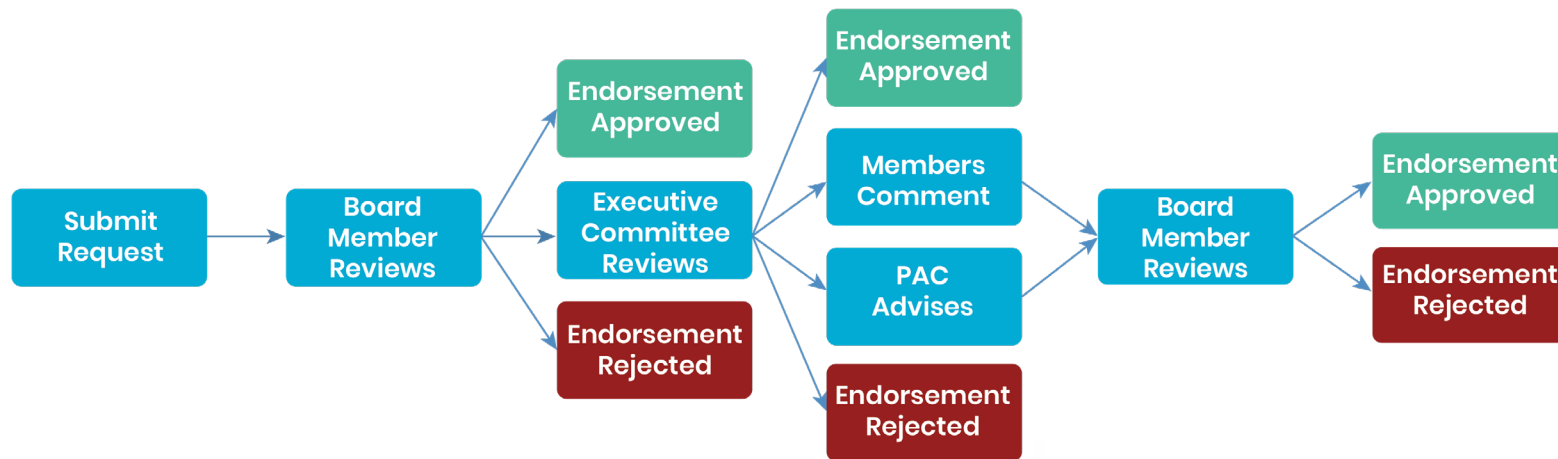 Submit
Request
Board
Member
Reviews
Endorsement
Approved
Executive
Committee
Reviews
Endorsement
Rejected
Endorsement
Approved
Members
Comment
PAC
Advises
Endorsement
Rejected
Board
Member
Reviews
Endorsement
Approved
Endorsement
Rejected